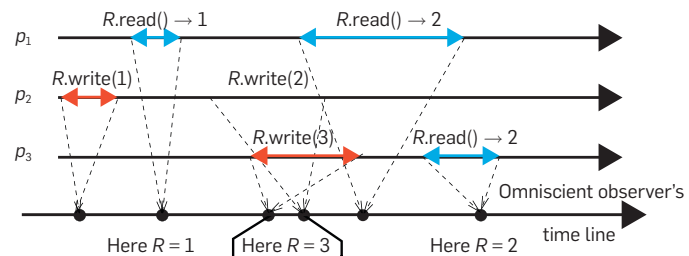 R.read() → 1
R.read() → 2
p1
R.write(1)
R.write(2)
p2
R.write(3)
R.read() → 2
p3
Omniscient observer's
time line
Here R = 1
Here R = 3
Here R = 2